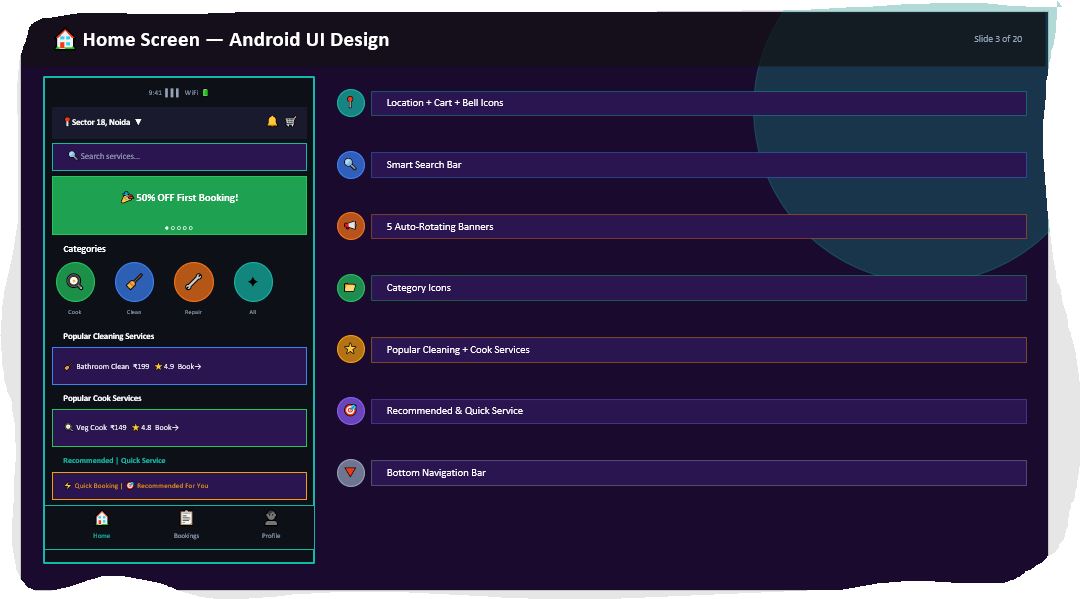 Home Screen — Android UI Design
Slide 3 of 20
9:41 WiFi
Sector 18, Noida ▼
Search services...
50% OFF First Booking!
Categories
Cook Clean Repair All
Popular Cleaning Services
Bathroom Clean ₹199 ⭐ 4.9 Book→
Popular Cook Services
Veg Cook ₹149 ⭐ 4.8 Book→
Recommended | Quick Service
⚡ Quick Booking | 🎯 Recommended For You
Home Bookings Profile
Location + Cart + Bell Icons
Smart Search Bar
5 Auto-Rotating Banners
Category Icons
Popular Cleaning + Cook Services
Recommended & Quick Service
Bottom Navigation Bar